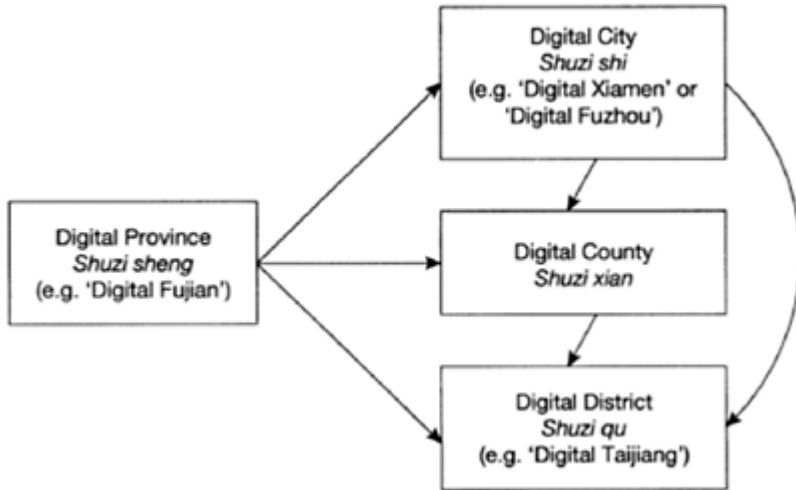 Digital City
Shuzi shi
(e.g. ‘Digital Xiamen’ or
‘Digital Fuzhou’)
Digital Province
Shuzi sheng
(e.g. ‘Digital Fujian’)
Digital County
Shuzi xian
Digital District
Shuzi qu
(e.g. ‘Digital Taijiang’)